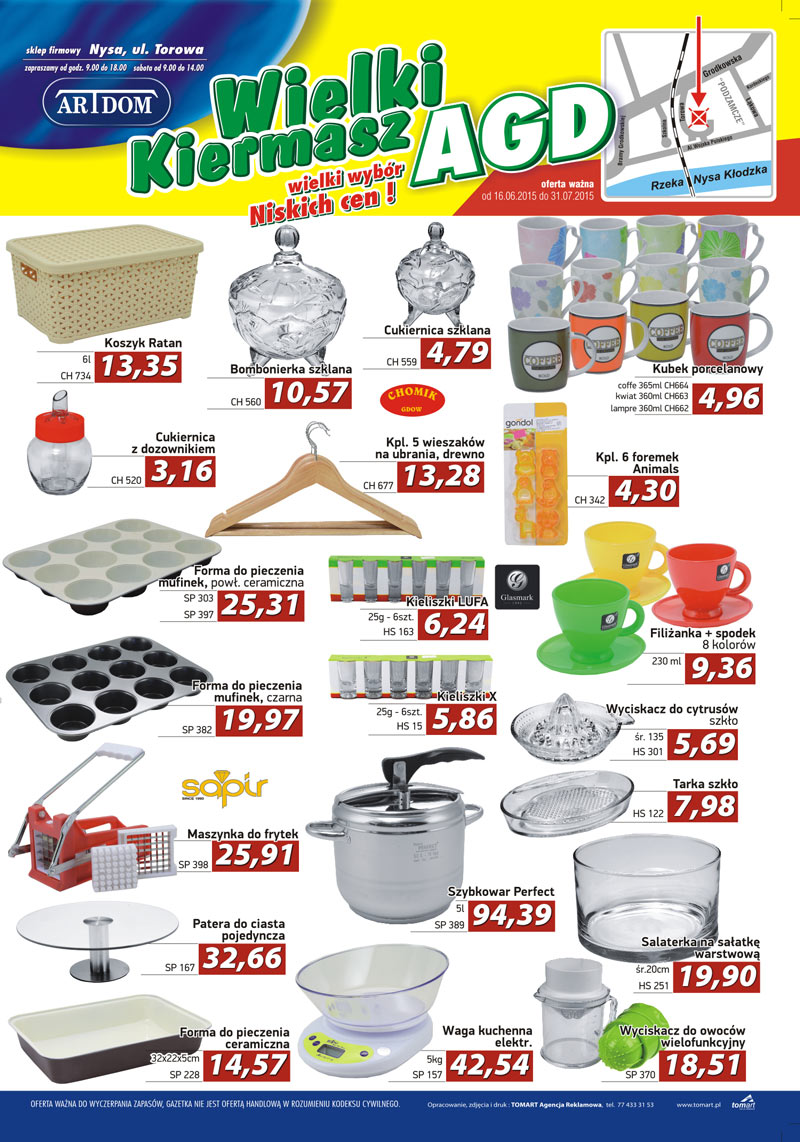 sklep firmowy Nysa, ul. Torowa
zapraszamy od godz. 9.00 do 18.00 sobota od 9.00 do 14.00
ARTDOM
Wielki
Kiermasz
AGD
wielki wybór
Niskich cen !
oferta ważna
od 16.06.2015 do 31.07.2015
Grodkowska
"PODZAMCZE"
Łąkowa
Torowa
Szkolna
Bramy Grodkowskiej
Al.Wojska Polskiego
Rzeka Nysa Kłodzka
Koszyk Ratan
6l
CH 734
13,35
Bombonierka szklana
CH 560
10,57
Cukiernica szklana
CH 559
4,79
CHOMIK
GDOW
COFFEE
COFFEE
COFFEE
COFFEE
Kubek porcelanowy
coffe 365ml CH664
kwiat 360ml CH663
lampre 360ml CH662
4,96
Cukiernica
z dozownikiem
CH 520
3,16
Kpl. 5 wieszaków
na ubrania, drewno
CH 677
13,28
gondol
Kpl. 6 foremek
Animals
CH 342
4,30
Forma do pieczenia
mufinek, powł. ceramiczna
SP 303
SP 397
25,31
Kieliszki LUFA
25g - 6szt.
HS 163
6,24
Glasmark
Filiżanka + spodek
8 kolorów
230 ml
9,36
Forma do pieczenia
mufinek, czarna
SP 382
19,97
Kieliszki X
25g - 6szt.
HS 15
5,86
Wyciskacz do cytrusów
szkło
śr. 135
HS 301
5,69
sapir
SINCE 1990
Tarka szkło
HS 122
7,98
Maszynka do frytek
SP 398
25,91
Szybkowar Perfect
5l
SP 389
94,39
Patera do ciasta
pojedyncza
SP 167
32,66
Salaterka na sałatkę
warstwową
śr.20cm
HS 251
19,90
Forma do pieczenia
ceramiczna
32x22x5cm
SP 228
14,57
Waga kuchenna
elektr.
5kg
SP 157
42,54
Wyciskacz do owoców
wielofunkcyjny
SP 370
18,51
OFERTA WAŻNA DO WYCZERPANIA ZAPASÓW, GAZETKA NIE JEST OFERTĄ HANDLOWĄ W ROZUMIENIU KODEKSU CYWILNEGO.
Opracowanie, zdjęcia i druk : TOMART Agencja Reklamowa, tel. 77 433 31 53
www.tomart.pl
tomart